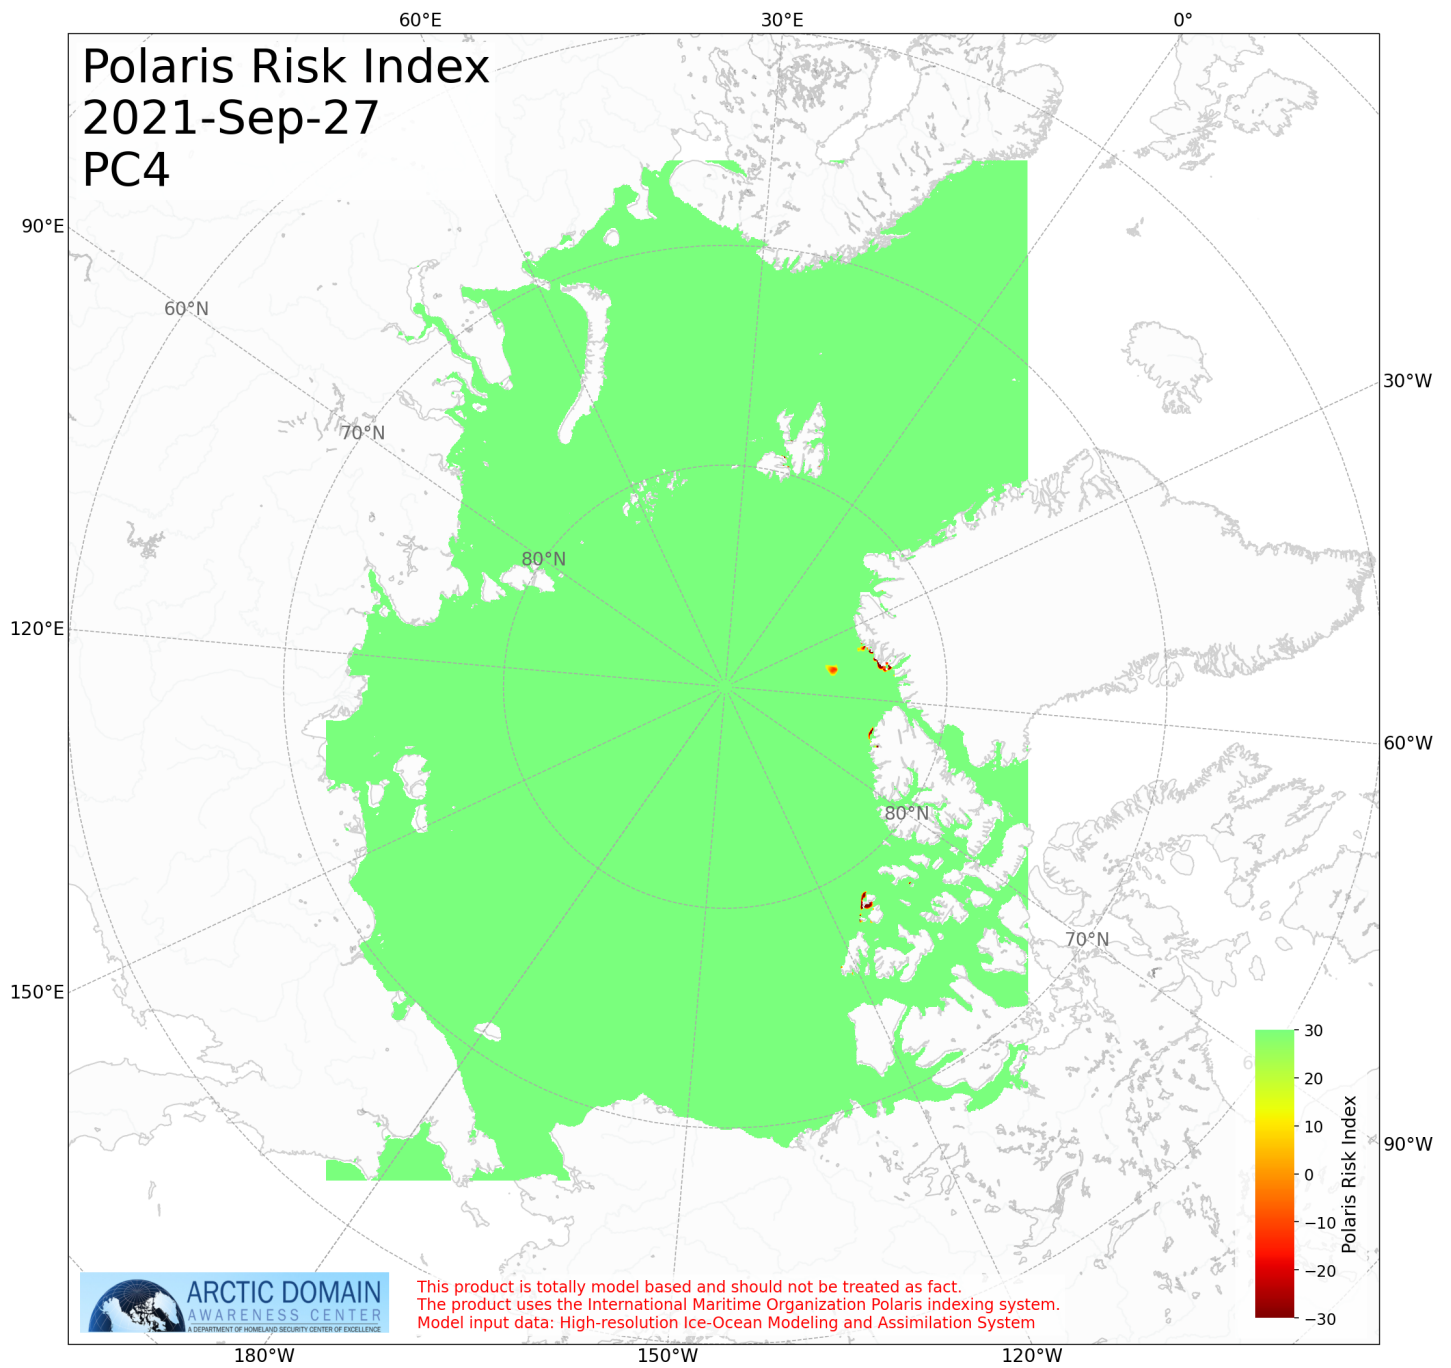 60°E 30°E 0°
Polaris Risk Index
2021-Sep-27
PC4
90°E
60°N
30°W
70°N
80°N
120°E
60°W
80°N
70°N
150°E
30
20
10
0
−10
−20
−30
Polaris Risk Index
90°W
ARCTIC DOMAIN
AWARENESS CENTER
A DEPARTMENT OF HOMELAND SECURITY CENTER OF EXCELLENCE
This product is totally model based and should not be treated as fact.
The product uses the International Maritime Organization Polaris indexing system.
Model input data: High-resolution Ice-Ocean Modeling and Assimilation System
180°W 150°W 120°W